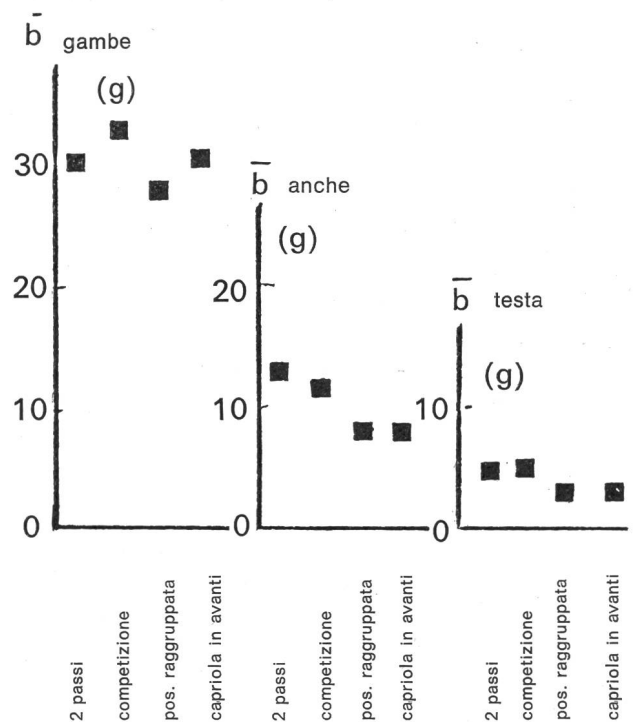 b̄ gambe
(g)
30
20
10
0
b̄ anche
(g)
20
10
0
b̄ testa
(g)
10
0
2 passi
competizione
pos. raggruppata
capriola in avanti
2 passi
competizione
pos. raggruppata
capriola in avanti
2 passi
competizione
pos. raggruppata
capriola in avanti